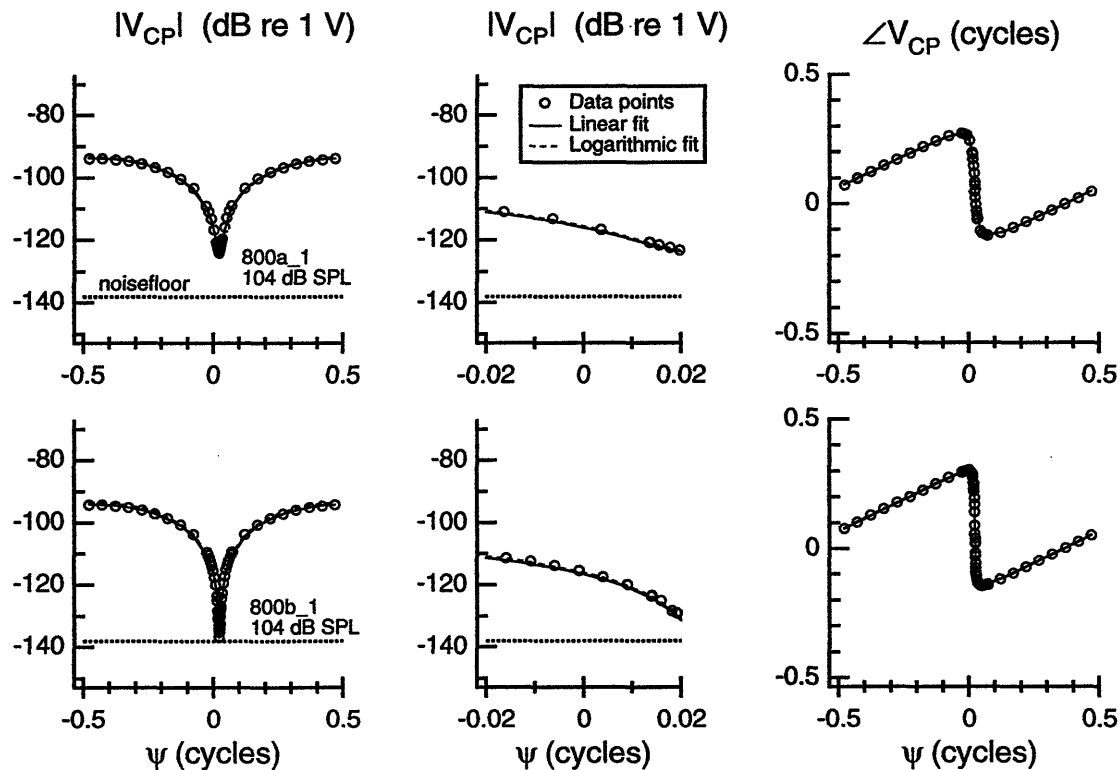 |V_CP| (dB re 1 V)
|V_CP| (dB re 1 V)
∠V_CP (cycles)
-80
-100
-120
-140
800a_1
104 dB SPL
noisefloor
-0.5
0
0.5
-80
-100
-120
-140
Data points
Linear fit
Logarithmic fit
-0.02
0
0.02
0.5
0
-0.5
-0.5
0
0.5
-80
-100
-120
-140
800b_1
104 dB SPL
-0.5
0
0.5
ψ (cycles)
-80
-100
-120
-140
-0.02
0
0.02
ψ (cycles)
0.5
0
-0.5
-0.5
0
0.5
ψ (cycles)